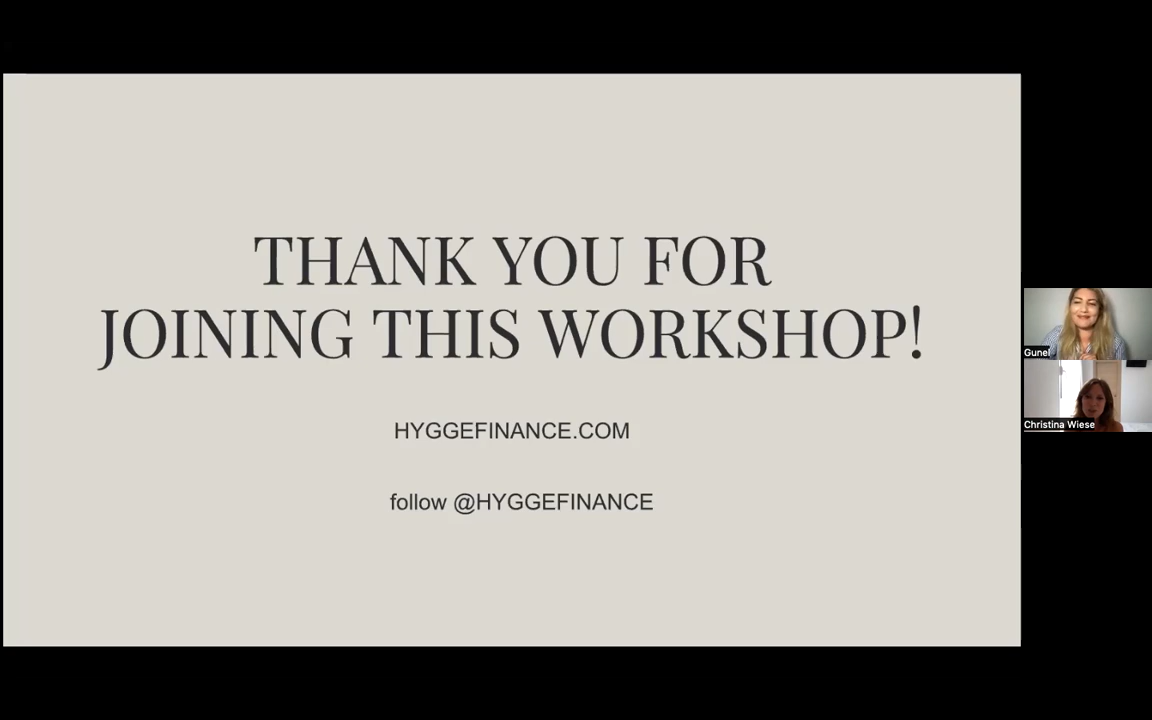 THANK YOU FOR
JOINING THIS WORKSHOP!
HYGGEFINANCE.COM
follow @HYGGEFINANCE
Gunel
Christina Wiese